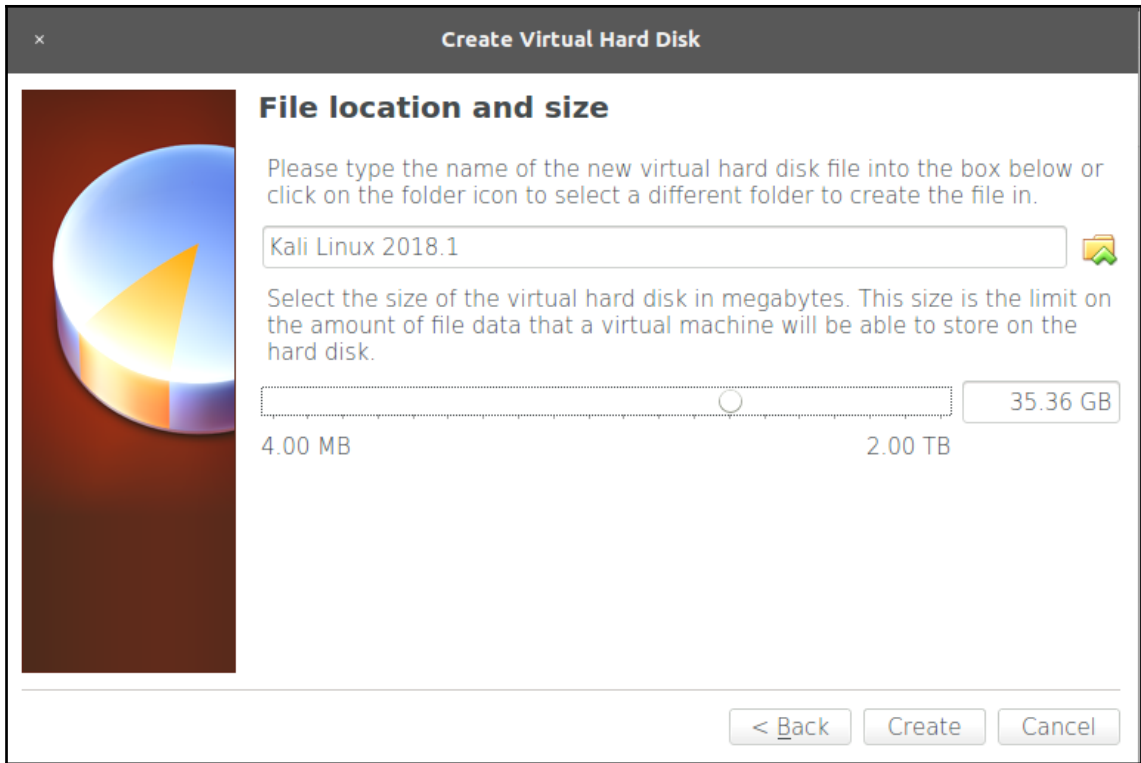 ×
Create Virtual Hard Disk
File location and size
Please type the name of the new virtual hard disk file into the box below or
click on the folder icon to select a different folder to create the file in.
Kali Linux 2018.1
Select the size of the virtual hard disk in megabytes. This size is the limit on
the amount of file data that a virtual machine will be able to store on the
hard disk.
35.36 GB
4.00 MB
2.00 TB
< Back
Create
Cancel